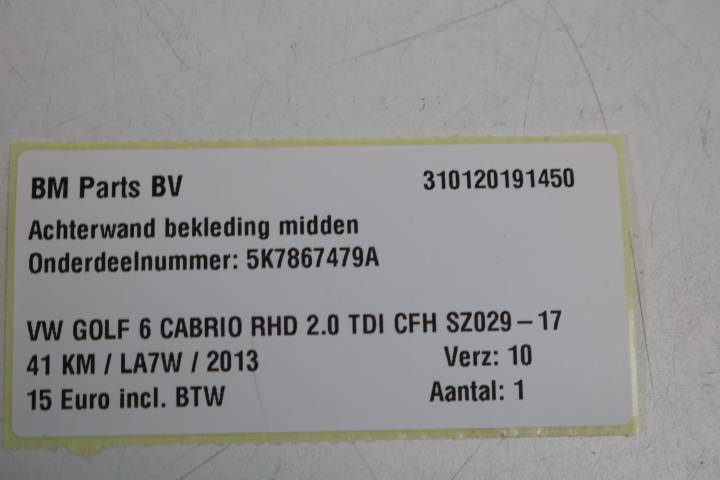 BM Parts BV 310120191450
Achterwand bekleding midden
Onderdeelnummer: 5K7867479A
VW GOLF 6 CABRIO RHD 2.0 TDI CFH SZ029-17
41 KM / LA7W / 2013 Verz: 10
15 Euro incl. BTW Aantal: 1